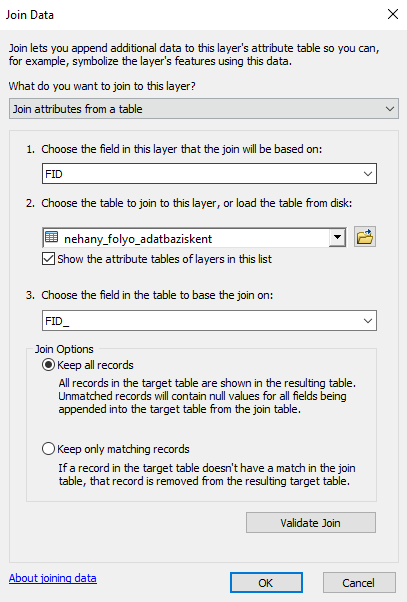 Join Data
Join lets you append additional data to this layer's attribute table so you can,
for example, symbolize the layer's features using this data.
What do you want to join to this layer?
Join attributes from a table
1. Choose the field in this layer that the join will be based on:
FID
2. Choose the table to join to this layer, or load the table from disk:
nehany_folyo_adatbaziskent
Show the attribute tables of layers in this list
3. Choose the field in the table to base the join on:
FID_
Join Options
Keep all records
All records in the target table are shown in the resulting table.
Unmatched records will contain null values for all fields being
appended into the target table from the join table.
Keep only matching records
If a record in the target table doesn't have a match in the join
table, that record is removed from the resulting target table.
Validate Join
About joining data
OK
Cancel